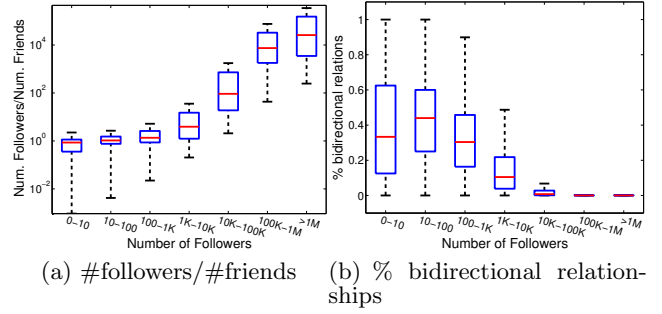 Num. Followers/Num. Friends
10^4
10^2
10^0
10^-2
0-10
10-100
100-1K
1K-10K
10K-100K
100K-1M
>1M
Number of Followers
(a) #followers/#friends
% bidirectional relations
1
0.8
0.6
0.4
0.2
0
0-10
10-100
100-1K
1K-10K
10K-100K
100K-1M
>1M
Number of Followers
(b) % bidirectional relation-
ships